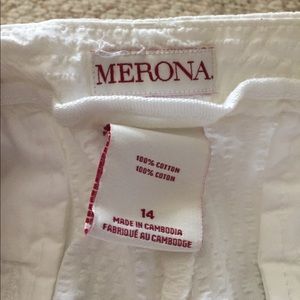 MERONA.
100% COTTON
100% COTON
14
MADE IN CAMBODIA
FABRIQUÉ AU CAMBODGE